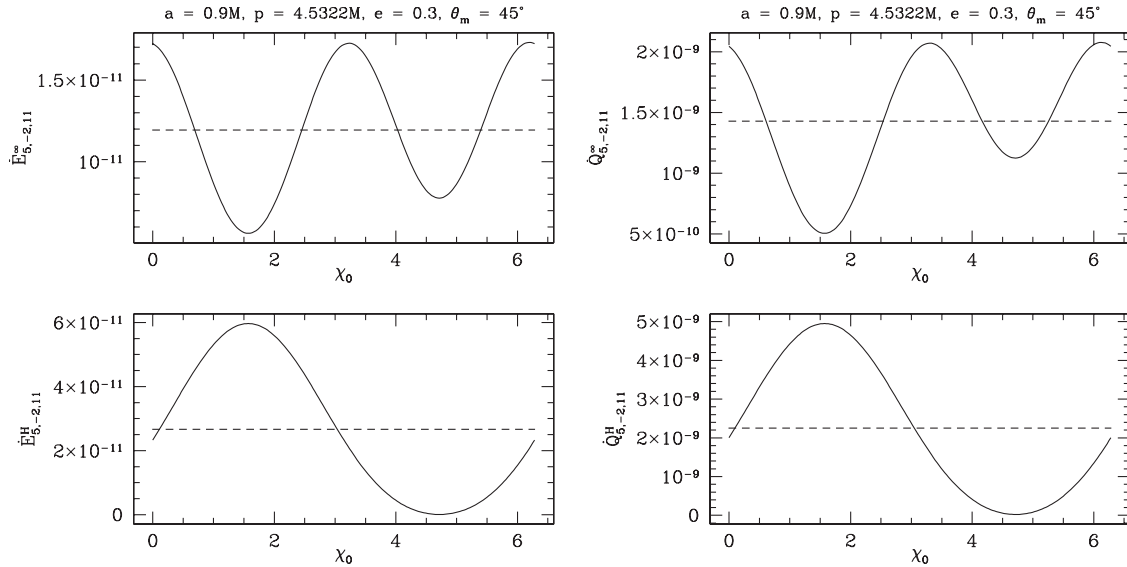 a = 0.9M, p = 4.5322M, e = 0.3, θₘ = 45°
a = 0.9M, p = 4.5322M, e = 0.3, θₘ = 45°
1.5×10⁻¹¹
10⁻¹¹
Ė^∞_5,−2,11
0 2 4 6
χ₀
2×10⁻⁹
1.5×10⁻⁹
10⁻⁹
5×10⁻¹⁰
Q̇^∞_5,−2,11
0 2 4 6
χ₀
6×10⁻¹¹
4×10⁻¹¹
2×10⁻¹¹
0
Ė^H_5,−2,11
0 2 4 6
χ₀
5×10⁻⁹
4×10⁻⁹
3×10⁻⁹
2×10⁻⁹
10⁻⁹
0
Q̇^H_5,−2,11
0 2 4 6
χ₀